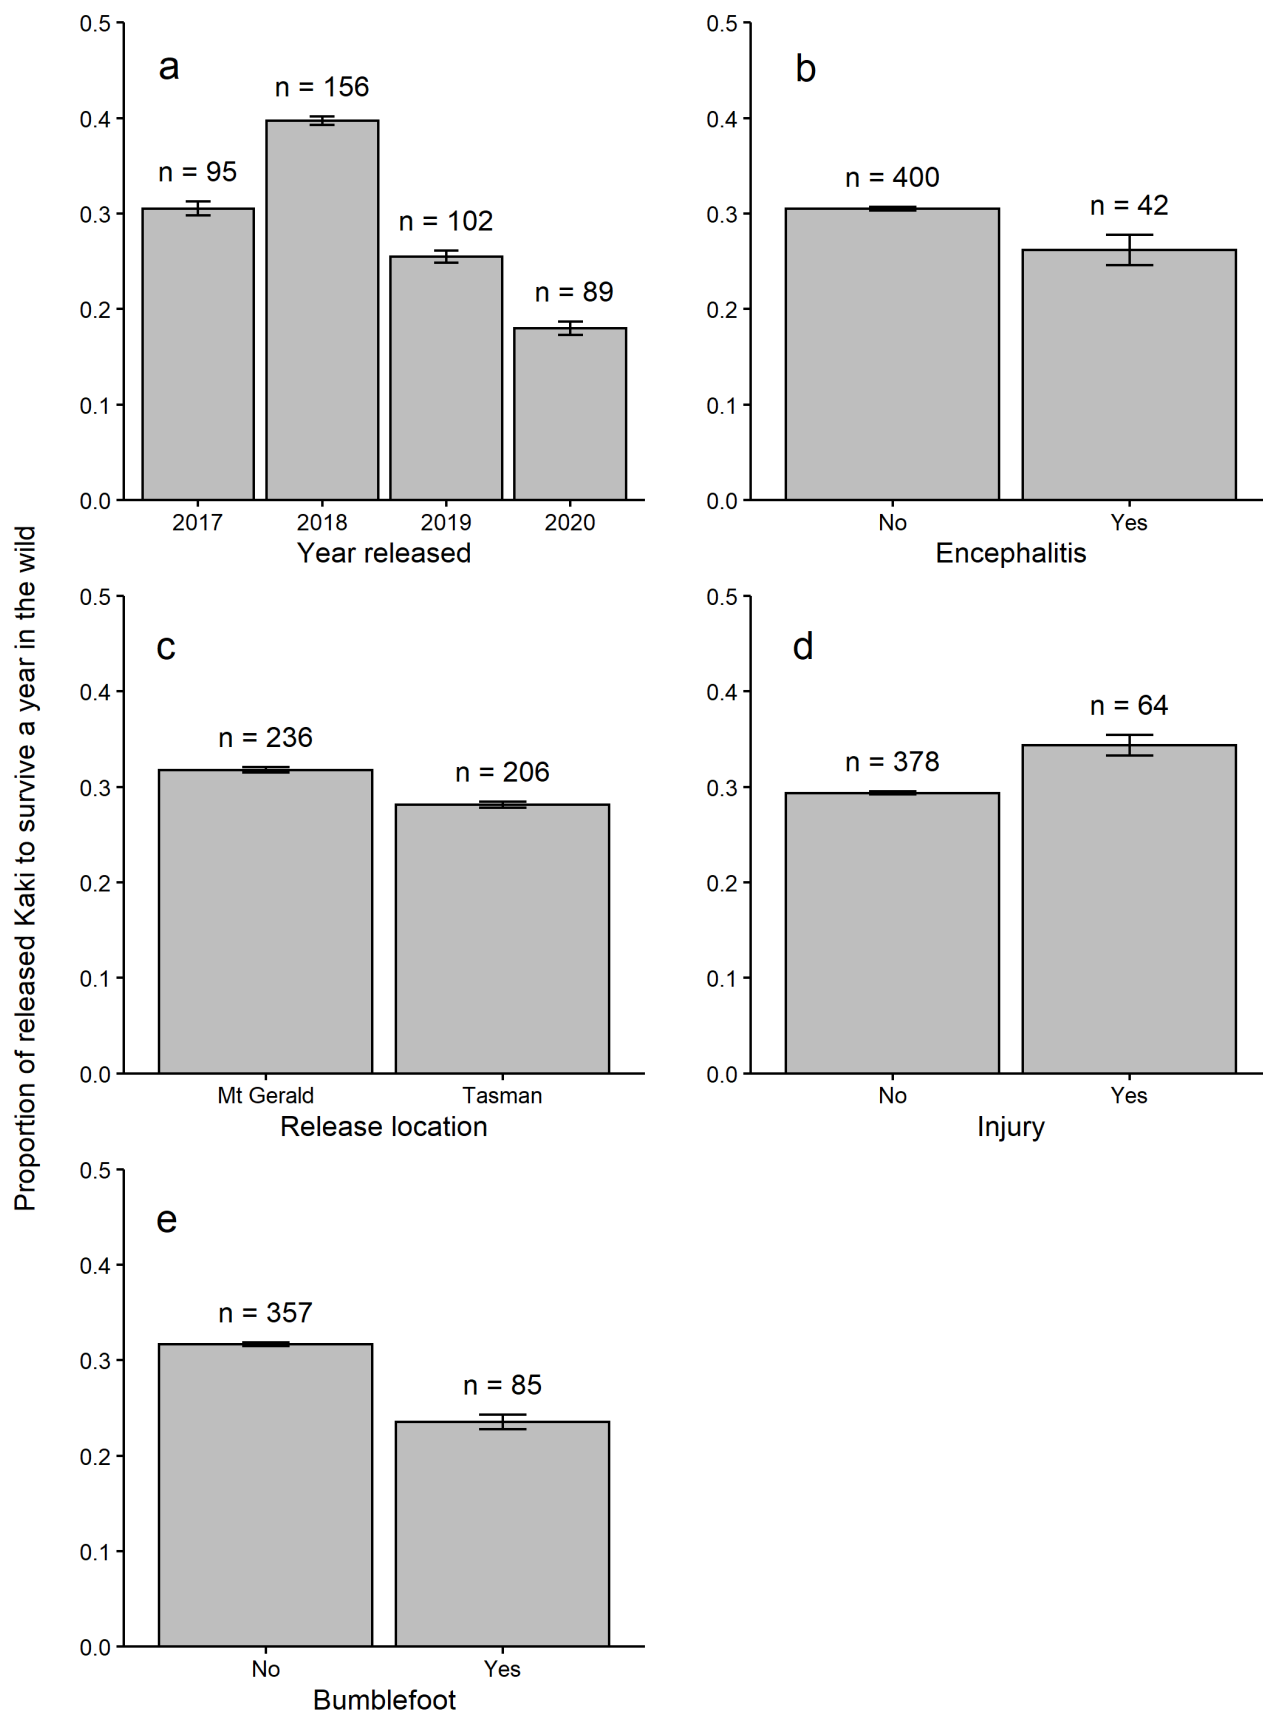 Proportion of released Kaki to survive a year in the wild
a
0.5
0.4
0.3
0.2
0.1
0.0
n = 95
n = 156
n = 102
n = 89
2017 2018 2019 2020
Year released
b
0.5
0.4
0.3
0.2
0.1
0.0
n = 400
n = 42
No Yes
Encephalitis
c
0.5
0.4
0.3
0.2
0.1
0.0
n = 236
n = 206
Mt Gerald Tasman
Release location
d
0.5
0.4
0.3
0.2
0.1
0.0
n = 378
n = 64
No Yes
Injury
e
0.5
0.4
0.3
0.2
0.1
0.0
n = 357
n = 85
No Yes
Bumblefoot